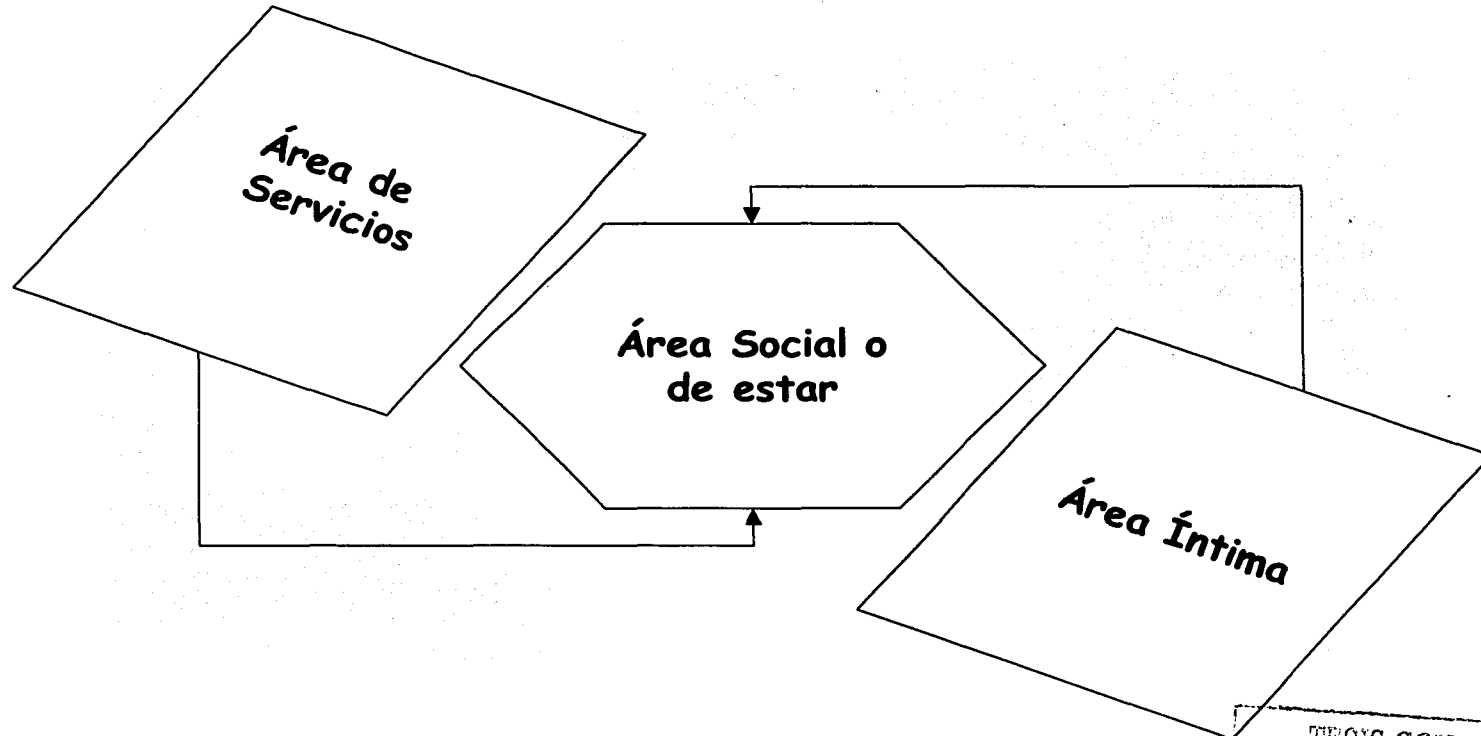 Área de
Servicios
Área Social o
de estar
Área Íntima